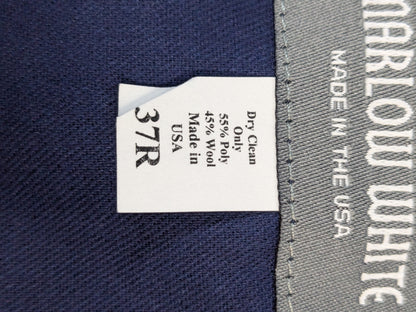 MARLOW WHITE
MADE IN THE USA
Dry Clean
Only
55% Poly
45% Wool
Made in
USA
37R